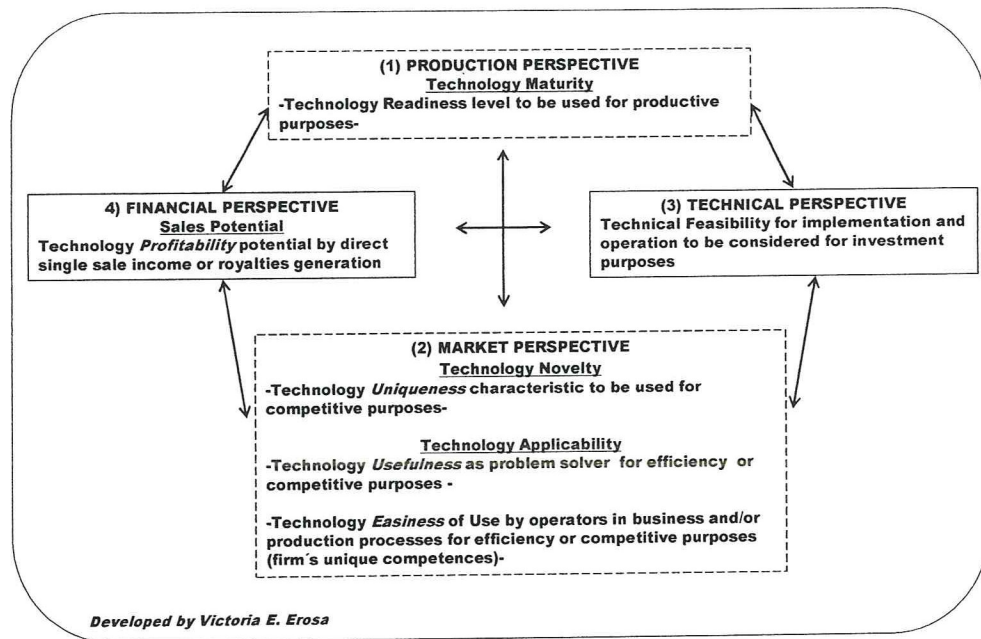 (1) PRODUCTION PERSPECTIVE
Technology Maturity
-Technology Readiness level to be used for productive
purposes-
4) FINANCIAL PERSPECTIVE
Sales Potential
Technology Profitability potential by direct
single sale income or royalties generation
(3) TECHNICAL PERSPECTIVE
Technical Feasibility for implementation and
operation to be considered for investment
purposes
(2) MARKET PERSPECTIVE
Technology Novelty
-Technology Uniqueness characteristic to be used for
competitive purposes-
Technology Applicability
-Technology Usefulness as problem solver for efficiency or
competitive purposes -
-Technology Easiness of Use by operators in business and/or
production processes for efficiency or competitive purposes
(firm´s unique competences)-
Developed by Victoria E. Erosa